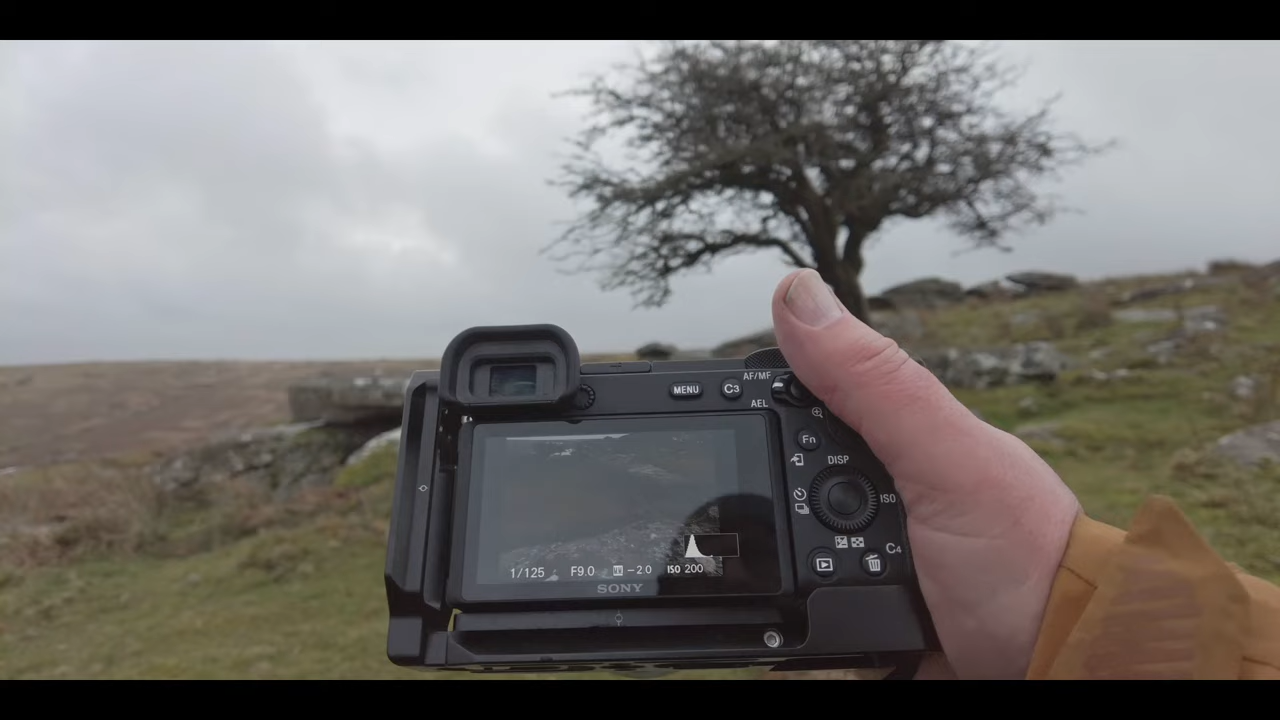 AF/MF
MENU
C3
AEL
Fn
DISP
ISO
C4
1/125 F9.0 -2.0 ISO 200
SONY